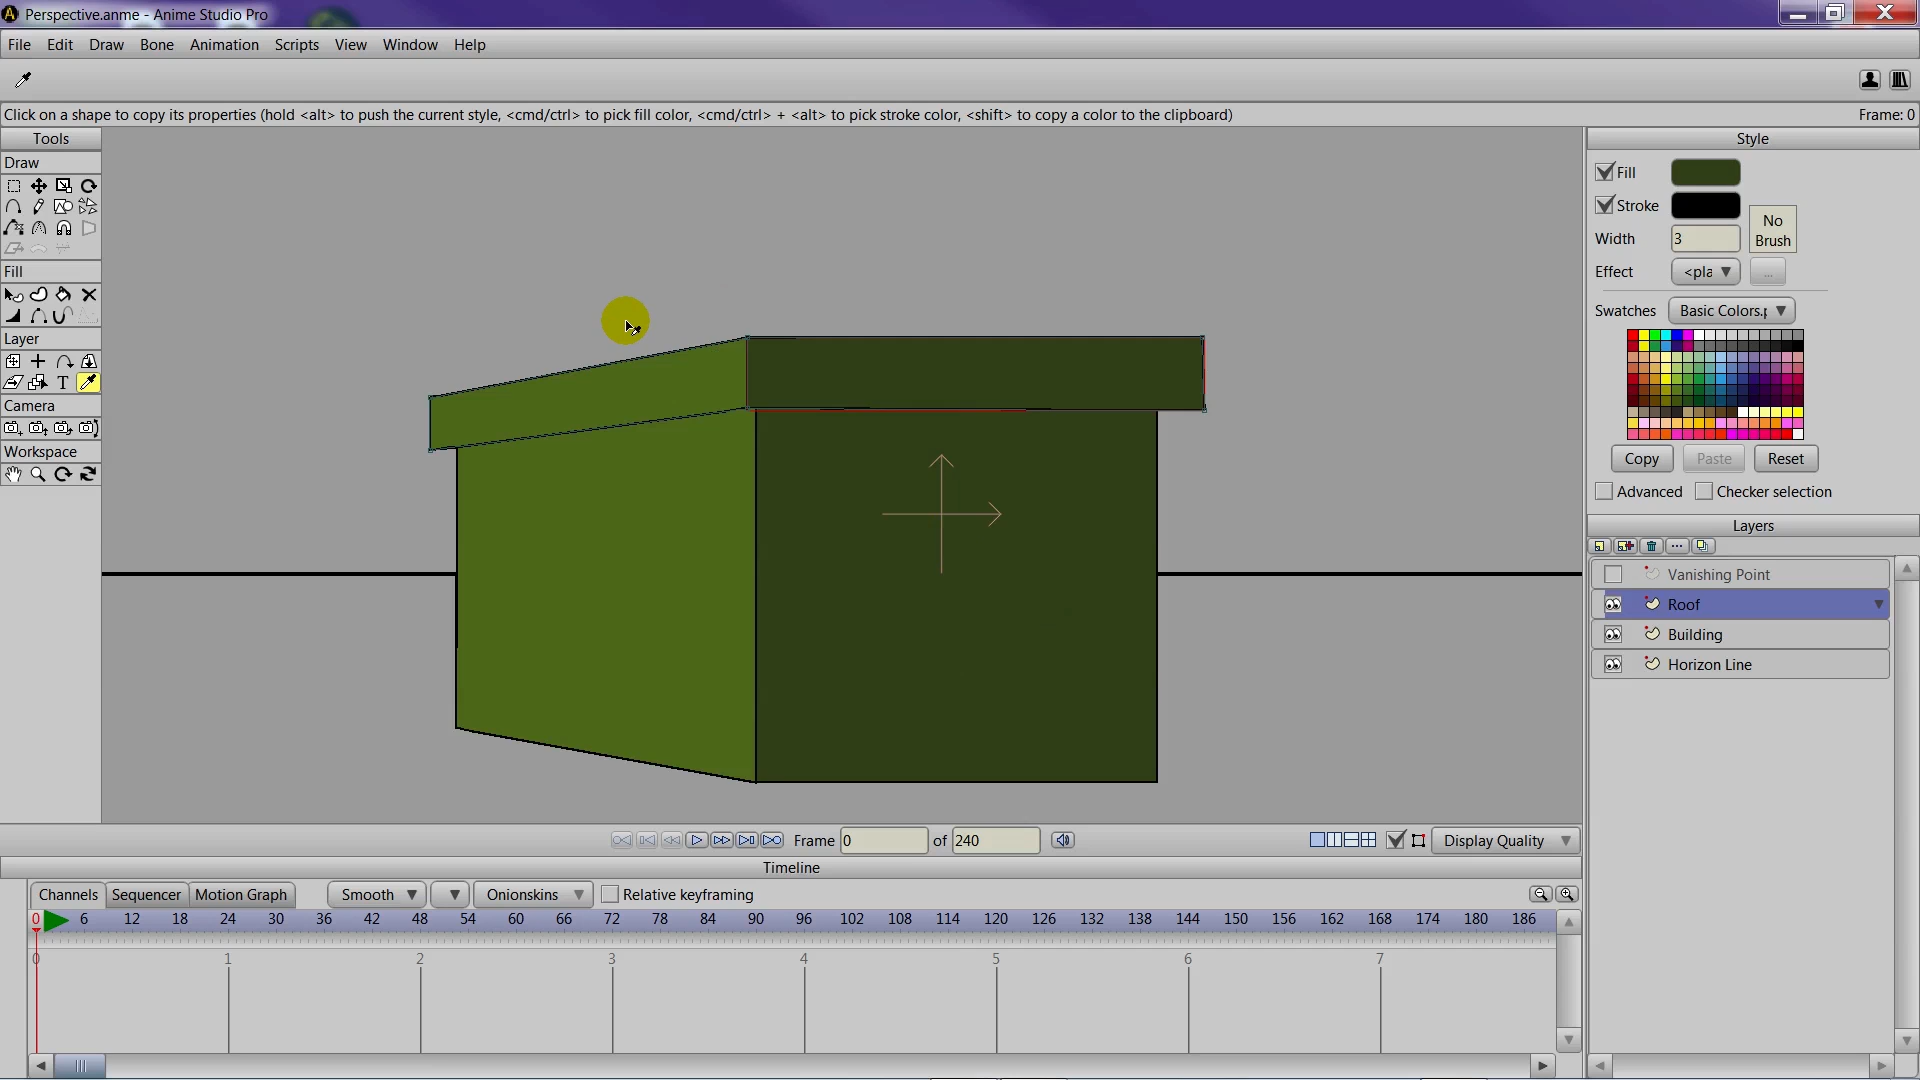 Perspective.anme - Anime Studio Pro
File Edit Draw Bone Animation Scripts View Window Help
Click on a shape to copy its properties (hold <alt> to push the current style, <cmd/ctrl> to pick fill color, <cmd/ctrl> + <alt> to pick stroke color, <shift> to copy a color to the clipboard)
Frame: 0
Tools
Draw
Fill
Layer
T
Camera
Workspace
Style
Fill
Stroke
No
Brush
Width 3
Effect <pla ...
Swatches Basic Colors.p
Copy Paste Reset
Advanced Checker selection
Layers
Vanishing Point
Roof
Building
Horizon Line
Frame 0 of 240 Display Quality
Timeline
Channels Sequencer Motion Graph Smooth Onionskins Relative keyframing
0 6 12 18 24 30 36 42 48 54 60 66 72 78 84 90 96 102 108 114 120 126 132 138 144 150 156 162 168 174 180 186
0 1 2 3 4 5 6 7